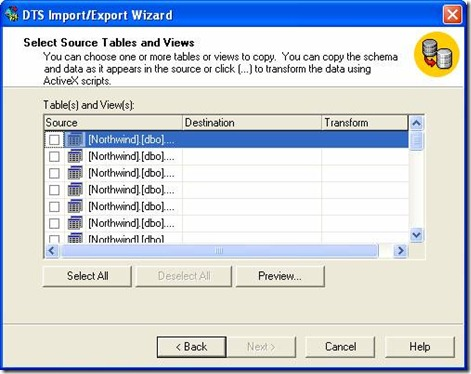 DTS Import/Export Wizard
Select Source Tables and Views
You can choose one or more tables or views to copy. You can copy the schema
and data as it appears in the source or click (...) to transform the data using
ActiveX scripts.
Table(s) and View(s):
Source Destination Transform
[Northwind].[dbo]....
[Northwind].[dbo]....
[Northwind].[dbo]....
[Northwind].[dbo]....
[Northwind].[dbo]....
[Northwind].[dbo]....
[Northwind].[dbo]....
Select All Deselect All Preview...
< Back Next > Cancel Help